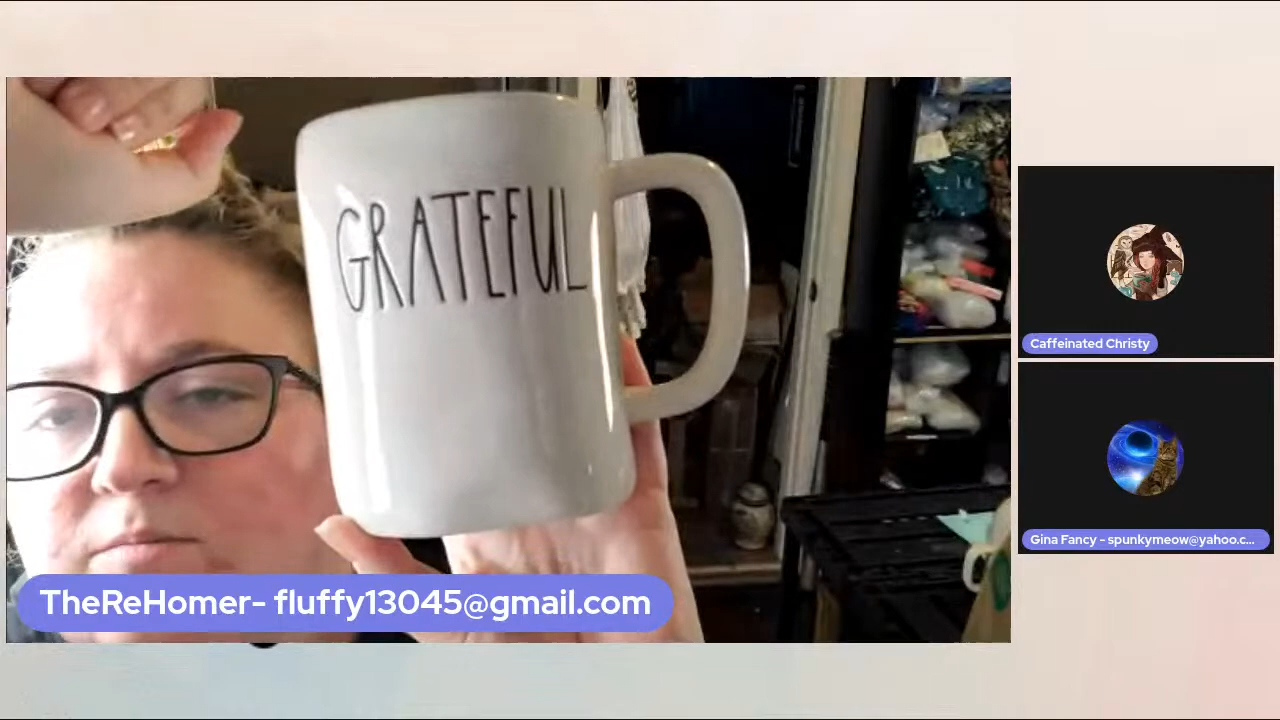 GRATEFUL
TheReHomer- fluffy13045@gmail.com
Caffeinated Christy
Gina Fancy - spunkymeow@yahoo.c...